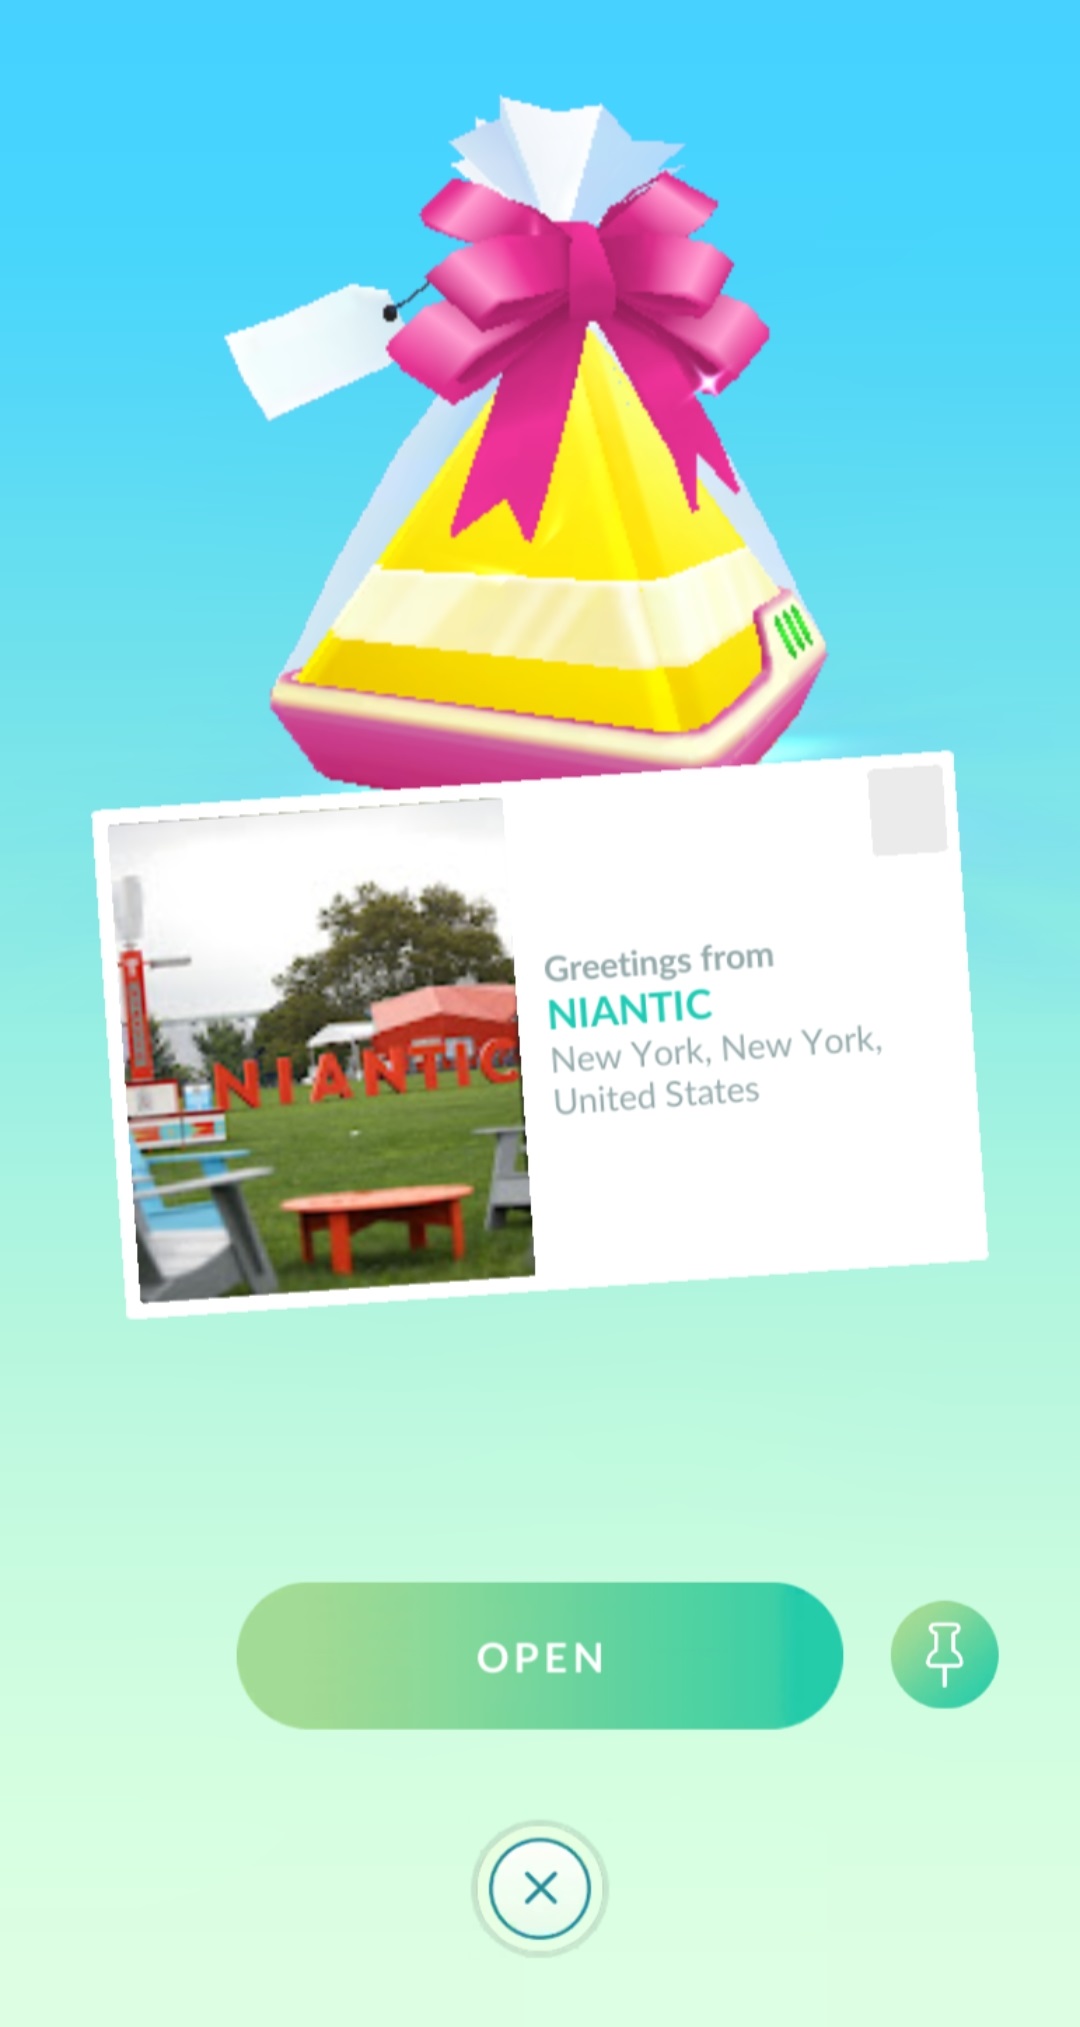 NIANTIC
Greetings from
NIANTIC
New York, New York,
United States
OPEN